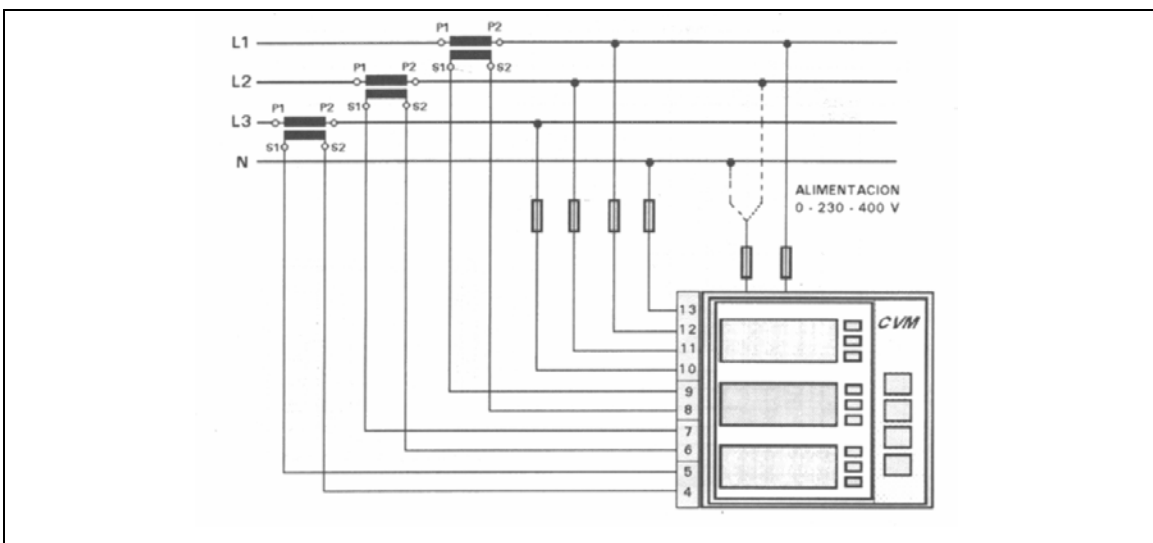 P1 P2
L1
S1 S2
P1 P2
L2
S1 S2
P1 P2
L3
S1 S2
N
ALIMENTACION
0 - 230 - 400 V
CVM
13
12
11
10
9
8
7
6
5
4